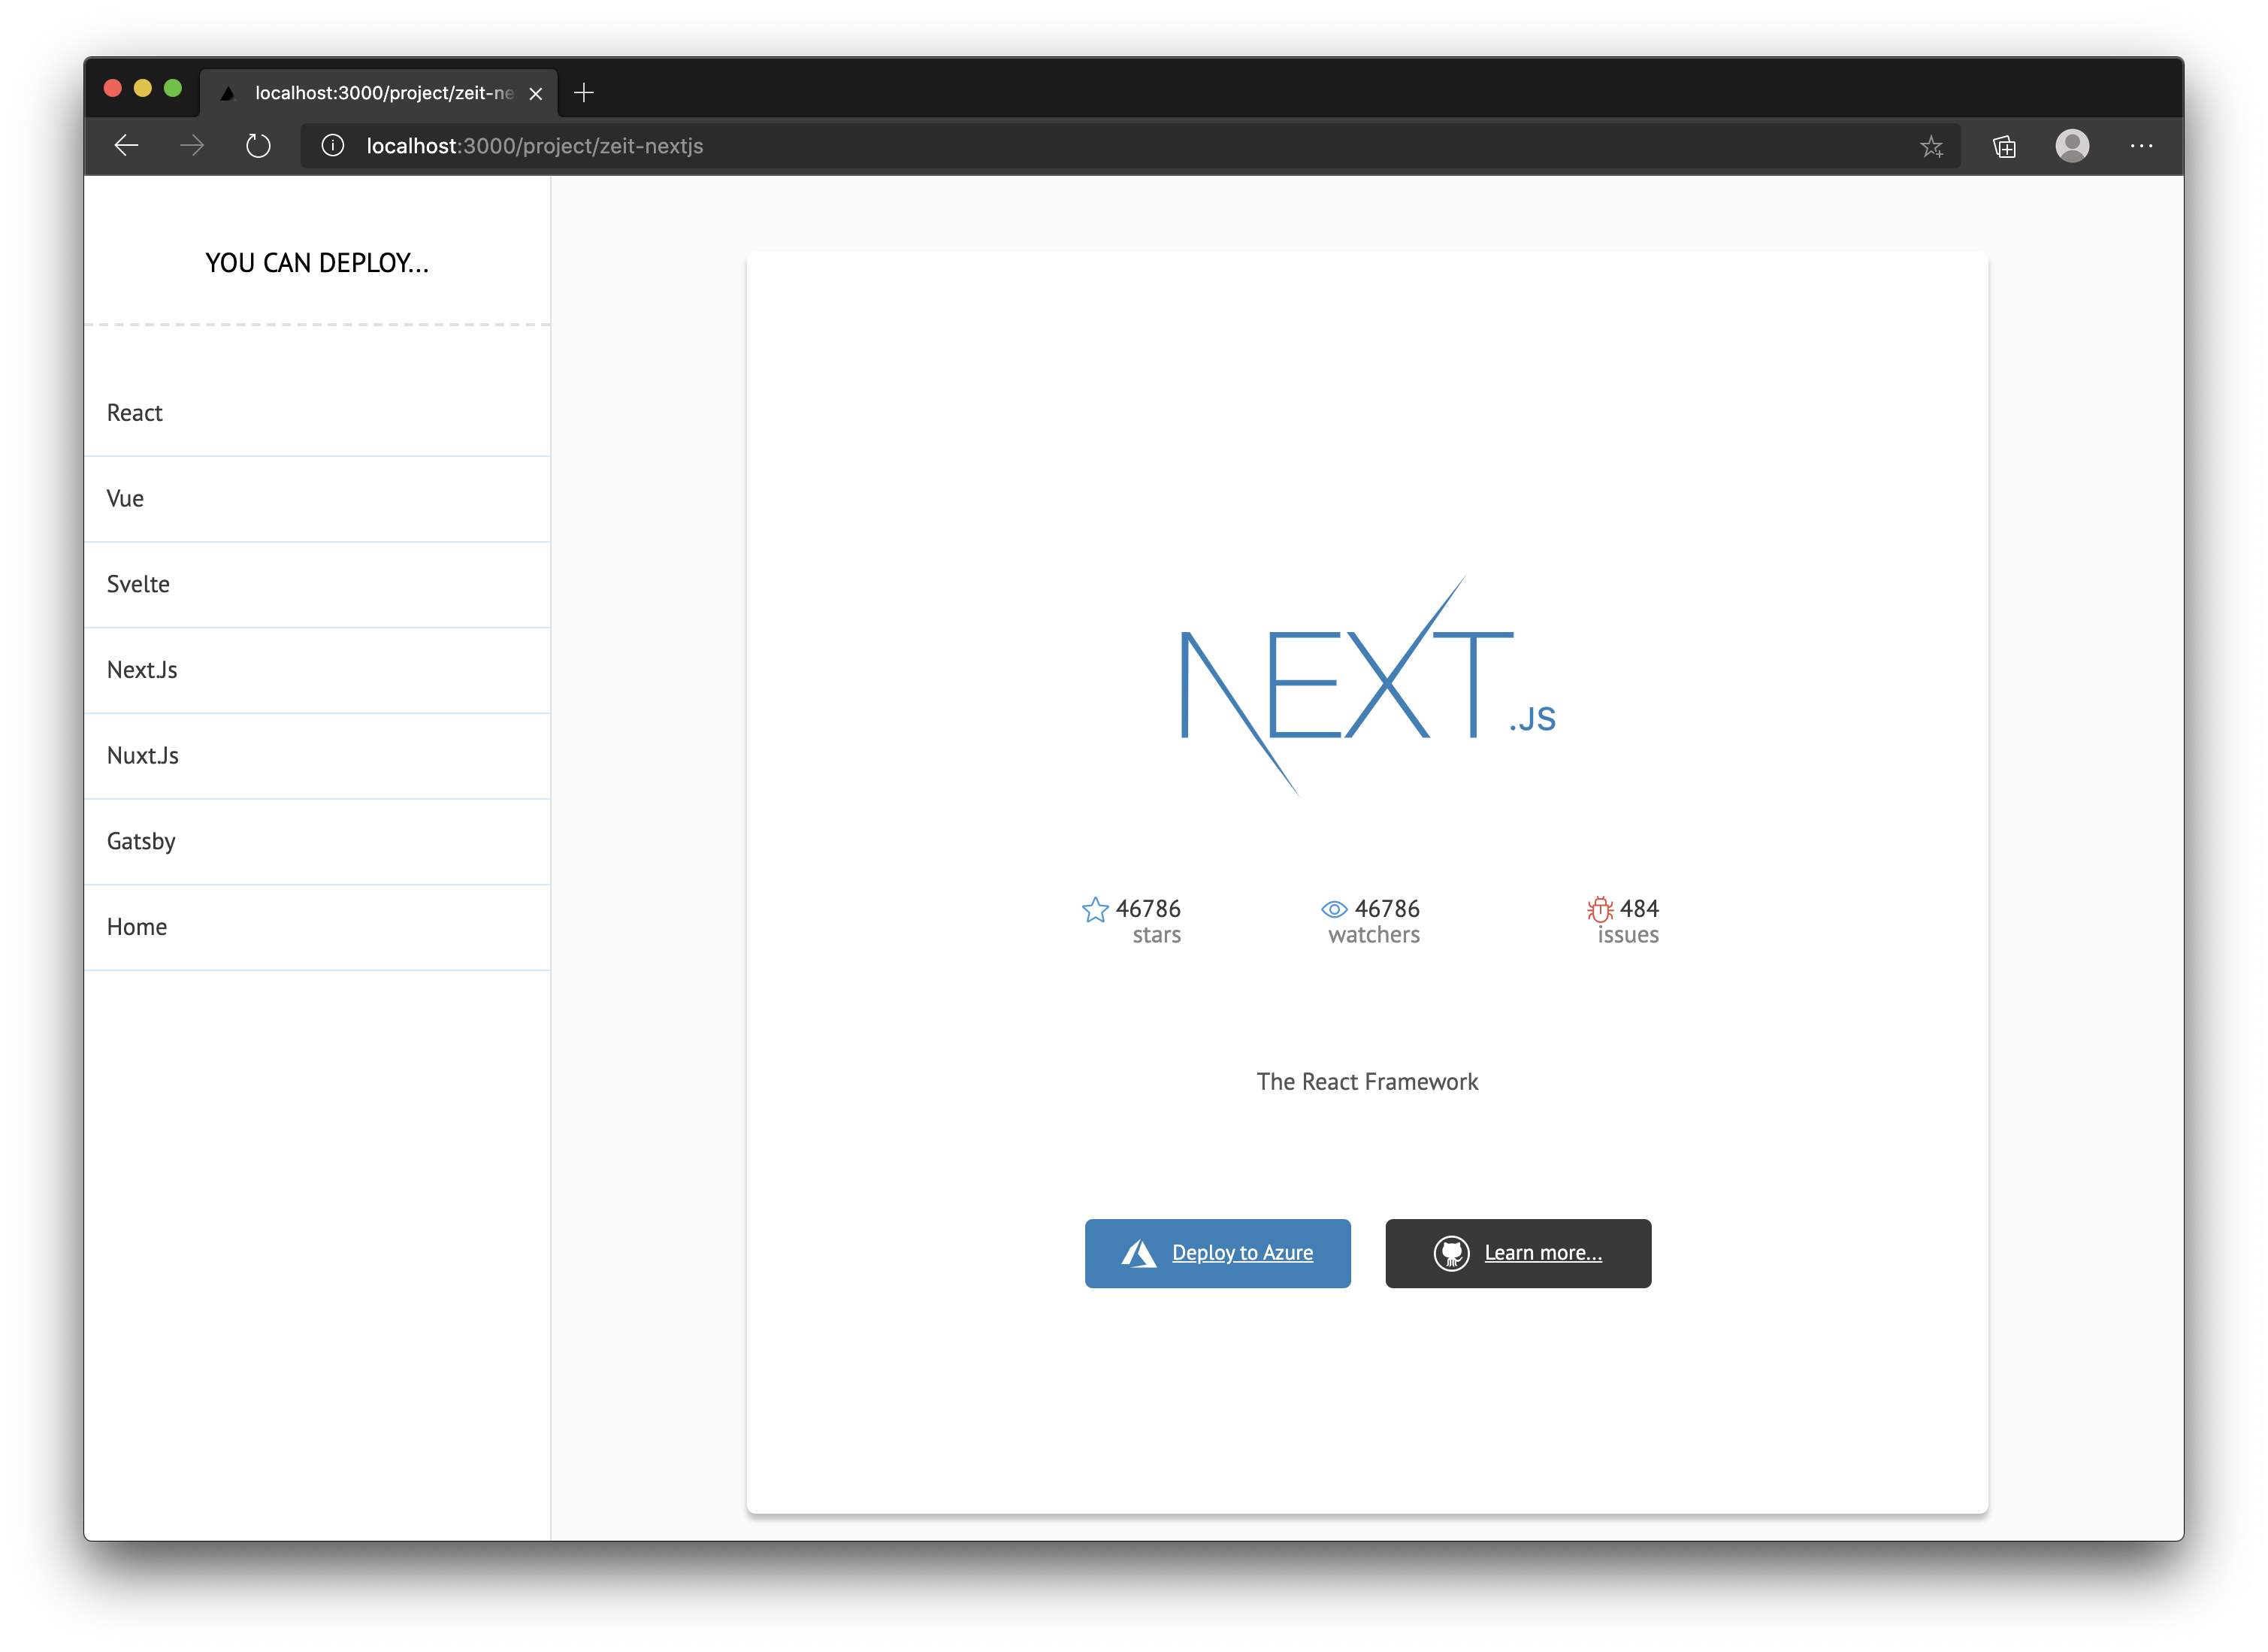 localhost:3000/project/zeit-ne
localhost:3000/project/zeit-nextjs
YOU CAN DEPLOY...
React
Vue
Svelte
Next.Js
Nuxt.Js
Gatsby
Home
NEXT.JS
46786 46786 484
stars watchers issues
The React Framework
Deploy to Azure Learn more...